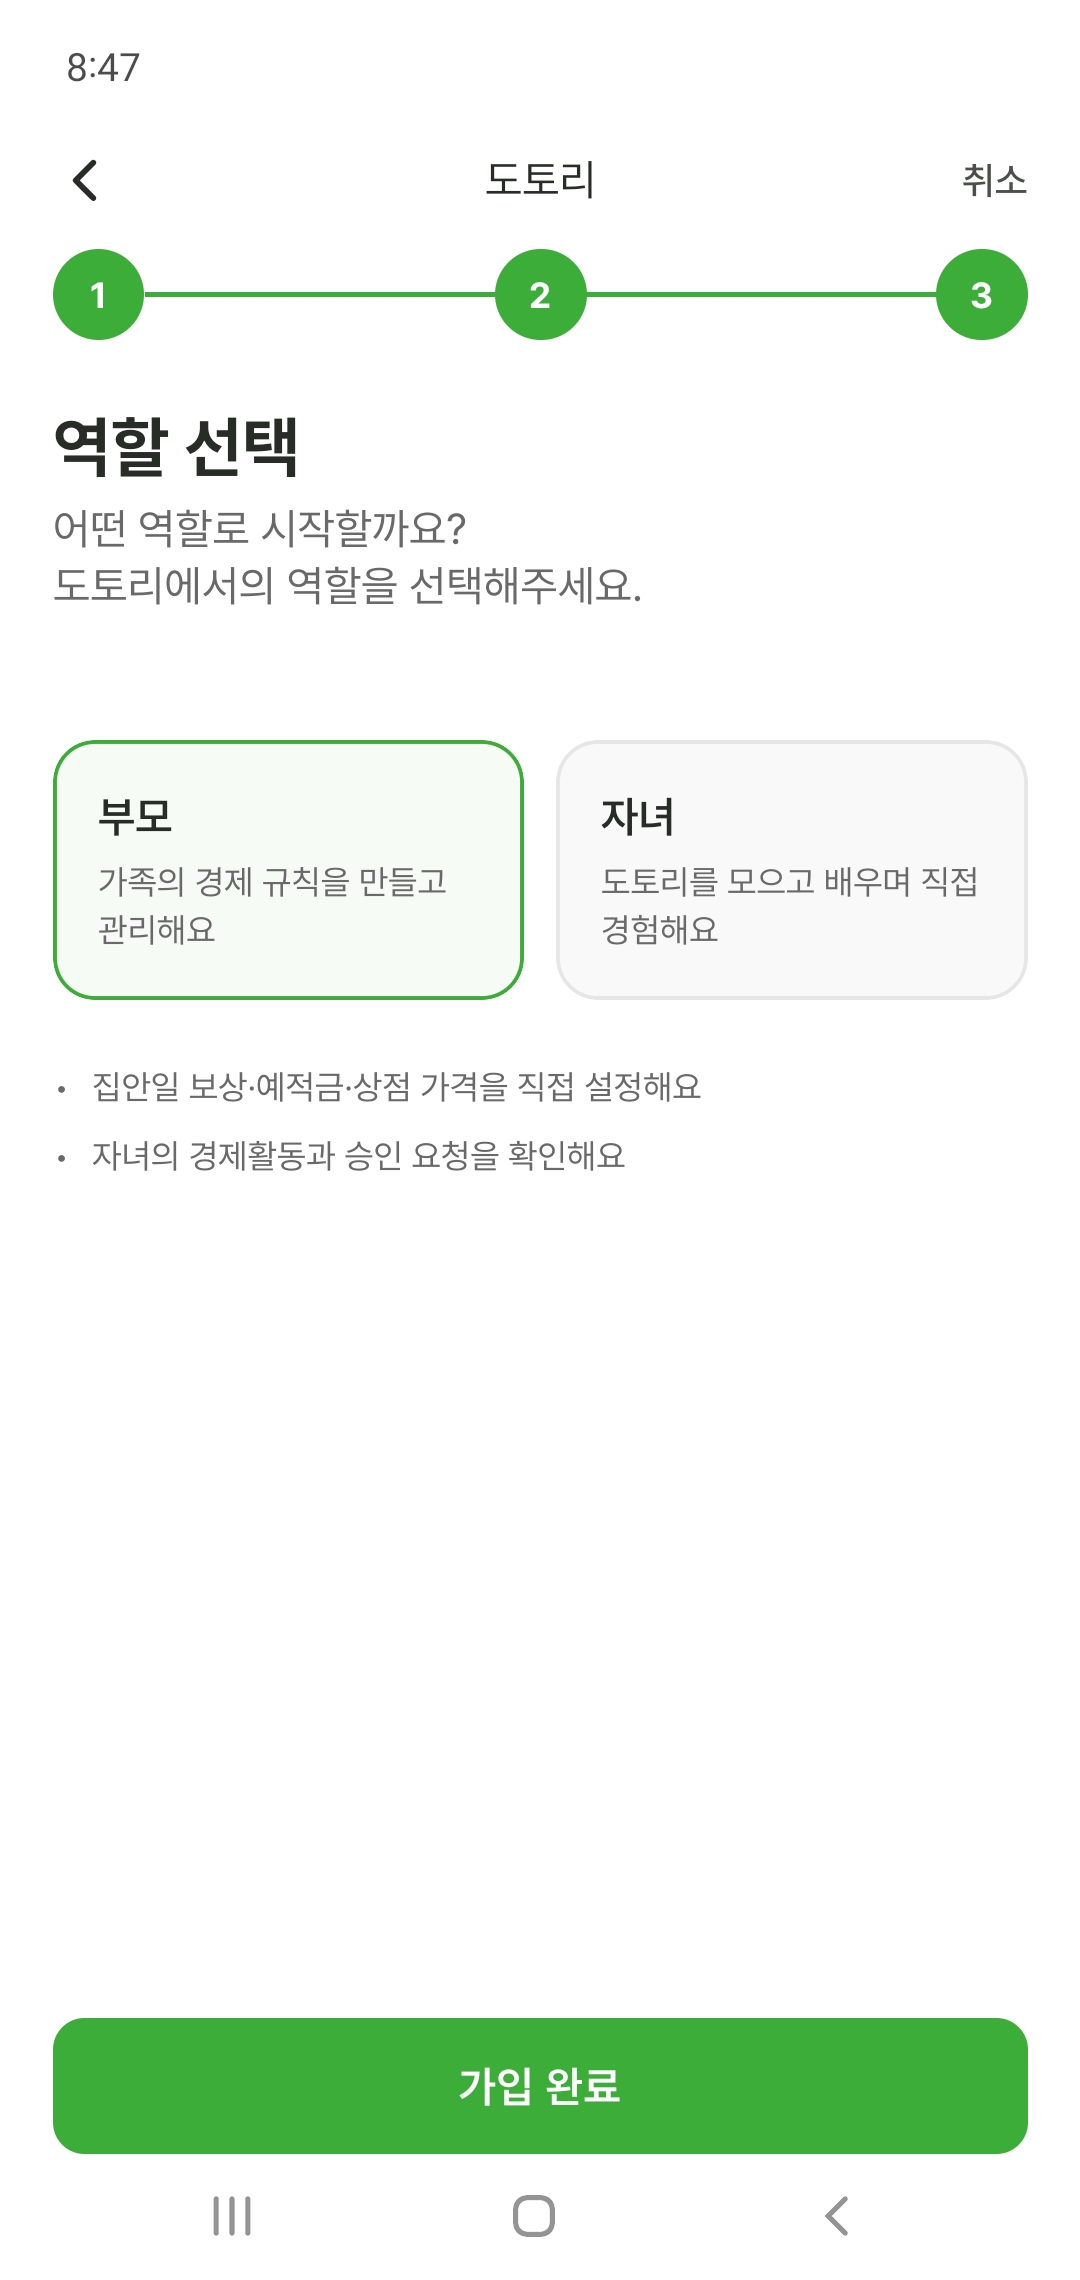 8:47
도토리
취소
1
2
3
역할 선택
어떤 역할로 시작할까요?
도토리에서의 역할을 선택해주세요.
부모
가족의 경제 규칙을 만들고
관리해요
자녀
도토리를 모으고 배우며 직접
경험해요
• 집안일 보상·예적금·상점 가격을 직접 설정해요
• 자녀의 경제활동과 승인 요청을 확인해요
가입 완료